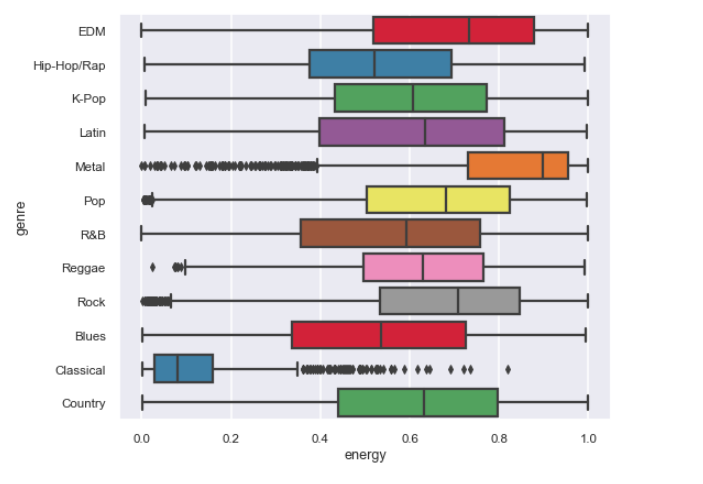 EDM
Hip-Hop/Rap
K-Pop
Latin
Metal
Pop
R&B
Reggae
Rock
Blues
Classical
Country
genre
0.0 0.2 0.4 0.6 0.8 1.0
energy